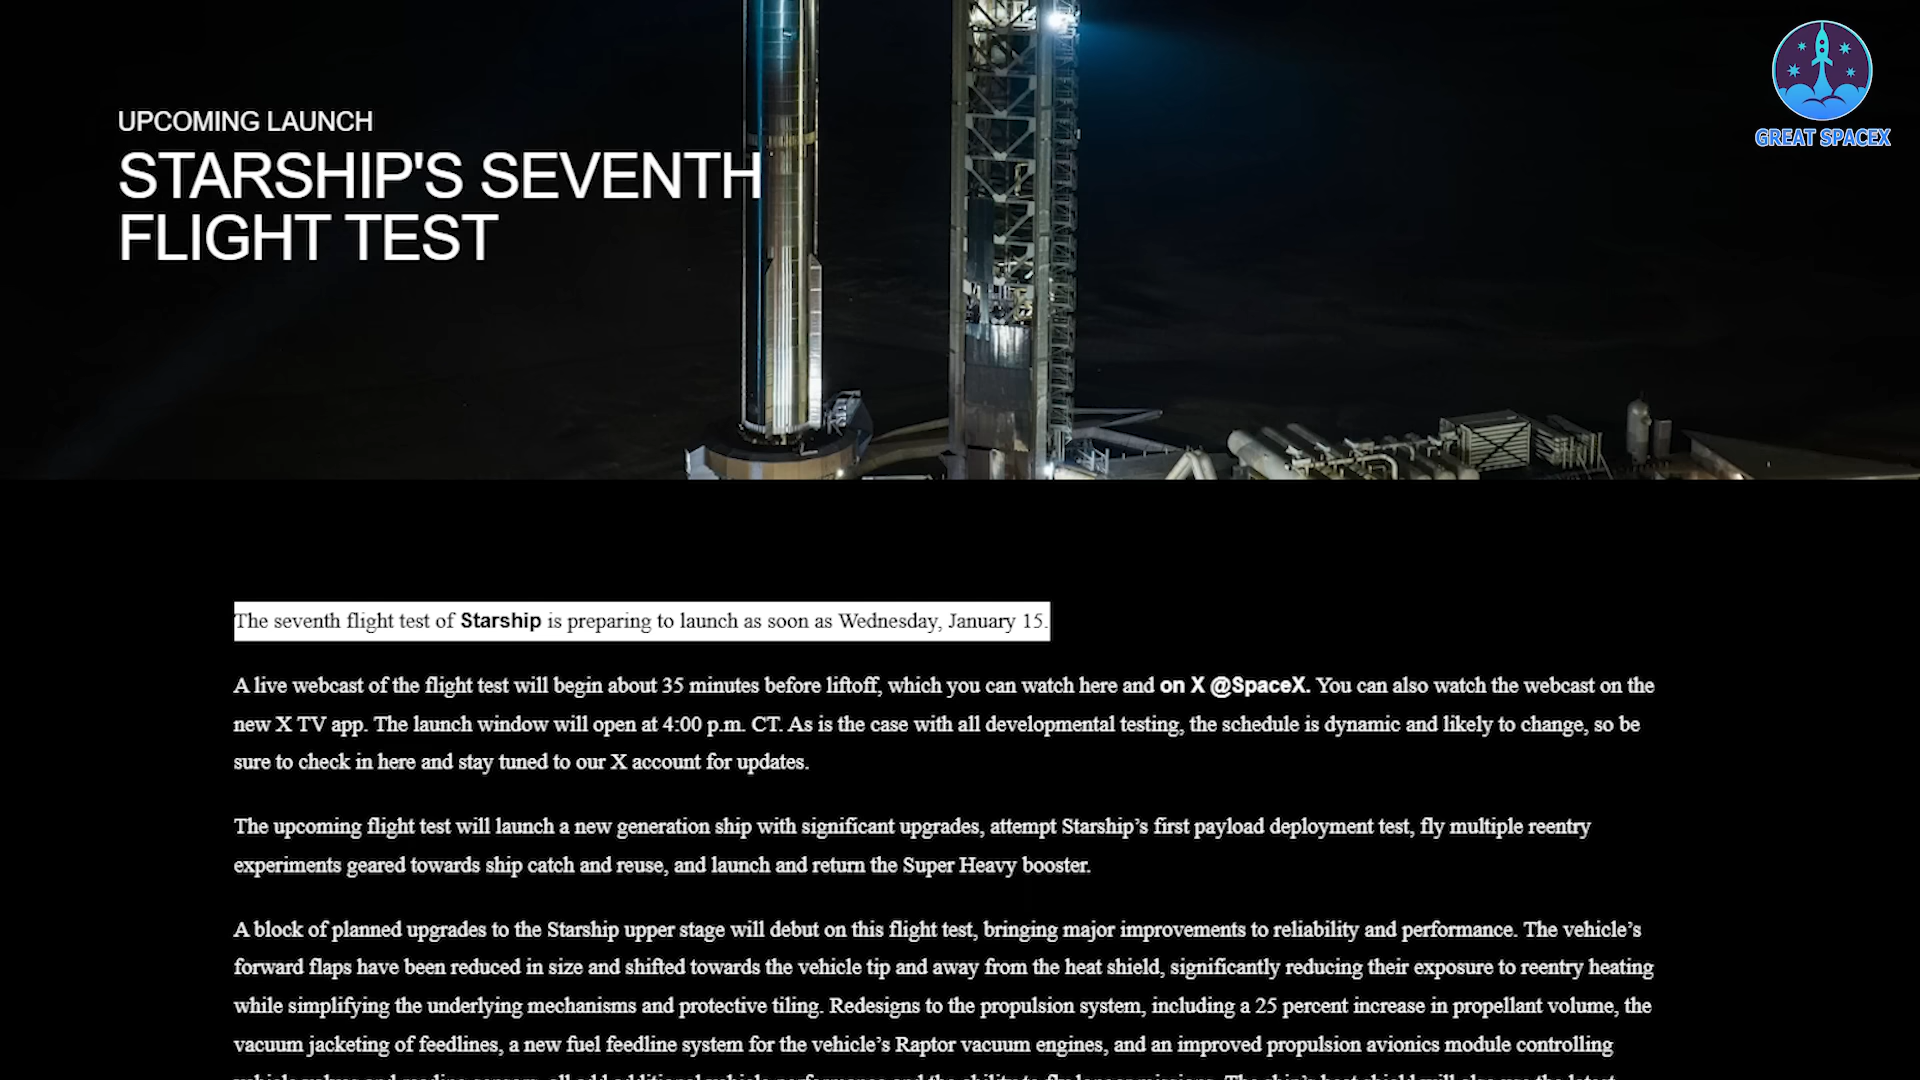 UPCOMING LAUNCH
STARSHIP'S SEVENTH
FLIGHT TEST
GREAT SPACEX
The seventh flight test of Starship is preparing to launch as soon as Wednesday, January 15.
A live webcast of the flight test will begin about 35 minutes before liftoff, which you can watch here and on X @SpaceX. You can also watch the webcast on the
new X TV app. The launch window will open at 4:00 p.m. CT. As is the case with all developmental testing, the schedule is dynamic and likely to change, so be
sure to check in here and stay tuned to our X account for updates.
The upcoming flight test will launch a new generation ship with significant upgrades, attempt Starship’s first payload deployment test, fly multiple reentry
experiments geared towards ship catch and reuse, and launch and return the Super Heavy booster.
A block of planned upgrades to the Starship upper stage will debut on this flight test, bringing major improvements to reliability and performance. The vehicle’s
forward flaps have been reduced in size and shifted towards the vehicle tip and away from the heat shield, significantly reducing their exposure to reentry heating
while simplifying the underlying mechanisms and protective tiling. Redesigns to the propulsion system, including a 25 percent increase in propellant volume, the
vacuum jacketing of feedlines, a new fuel feedline system for the vehicle’s Raptor vacuum engines, and an improved propulsion avionics module controlling